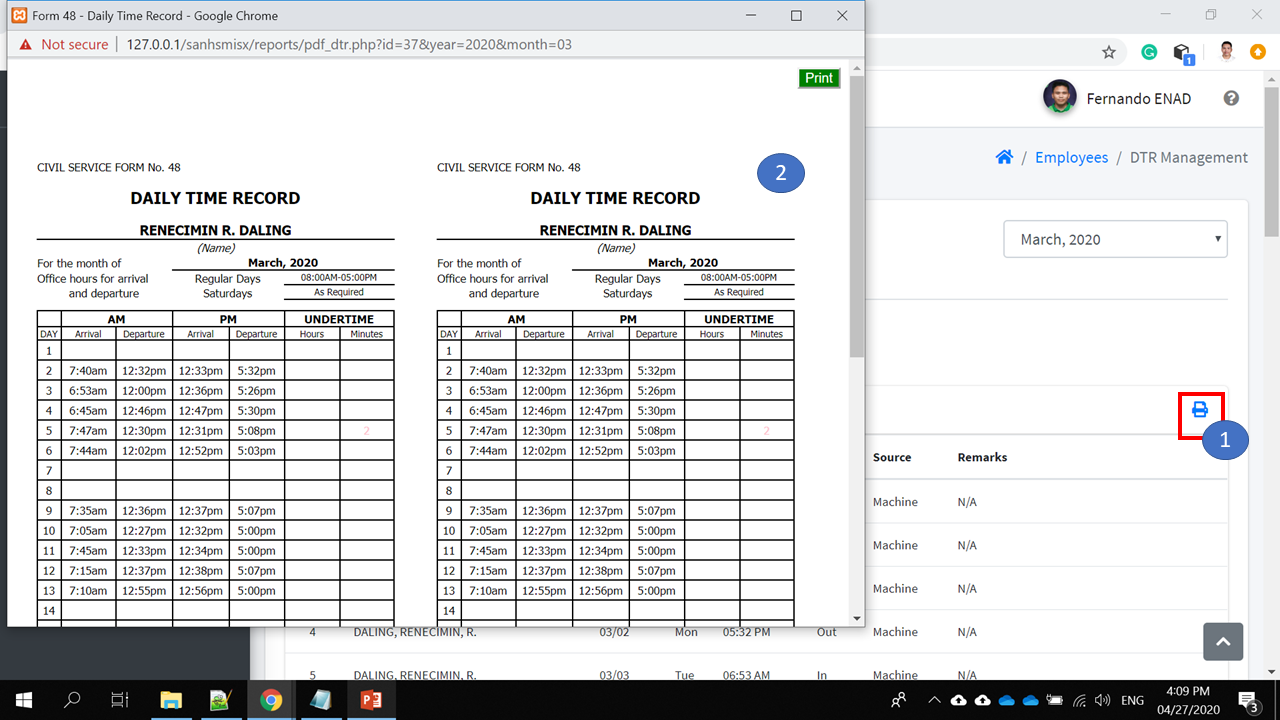 Form 48 - Daily Time Record - Google Chrome
Not secure | 127.0.0.1/sanhsmisx/reports/pdf_dtr.php?id=37&year=2020&month=03
Print
CIVIL SERVICE FORM No. 48
DAILY TIME RECORD
RENECIMIN R. DALING
(Name)
For the month of March, 2020
Office hours for arrival Regular Days 08:00AM-05:00PM
and departure Saturdays As Required
AM PM UNDERTIME
DAY Arrival Departure Arrival Departure Hours Minutes
1
2 7:40am 12:32pm 12:33pm 5:32pm
3 6:53am 12:00pm 12:36pm 5:26pm
4 6:45am 12:46pm 12:47pm 5:30pm
5 7:47am 12:30pm 12:31pm 5:08pm 2
6 7:44am 12:02pm 12:52pm 5:03pm
7
8
9 7:35am 12:36pm 12:37pm 5:07pm
10 7:05am 12:27pm 12:32pm 5:00pm
11 7:45am 12:33pm 12:34pm 5:00pm
12 7:15am 12:37pm 12:38pm 5:07pm
13 7:10am 12:55pm 12:56pm 5:00pm
14
CIVIL SERVICE FORM No. 48
DAILY TIME RECORD
RENECIMIN R. DALING
(Name)
For the month of March, 2020
Office hours for arrival Regular Days 08:00AM-05:00PM
and departure Saturdays As Required
AM PM UNDERTIME
DAY Arrival Departure Arrival Departure Hours Minutes
1
2 7:40am 12:32pm 12:33pm 5:32pm
3 6:53am 12:00pm 12:36pm 5:26pm
4 6:45am 12:46pm 12:47pm 5:30pm
5 7:47am 12:30pm 12:31pm 5:08pm 2
6 7:44am 12:02pm 12:52pm 5:03pm
7
8
9 7:35am 12:36pm 12:37pm 5:07pm
10 7:05am 12:27pm 12:32pm 5:00pm
11 7:45am 12:33pm 12:34pm 5:00pm
12 7:15am 12:37pm 12:38pm 5:07pm
13 7:10am 12:55pm 12:56pm 5:00pm
14
2
1
Fernando ENAD
Employees / DTR Management
March, 2020
1
Source Remarks
Machine N/A
Machine N/A
Machine N/A
4 DALING, RENECIMIN, R. 03/02 Mon 05:32 PM Out Machine N/A
5 DALING, RENECIMIN, R. 03/03 Tue 06:53 AM In Machine N/A
ENG
4:09 PM
04/27/2020
3